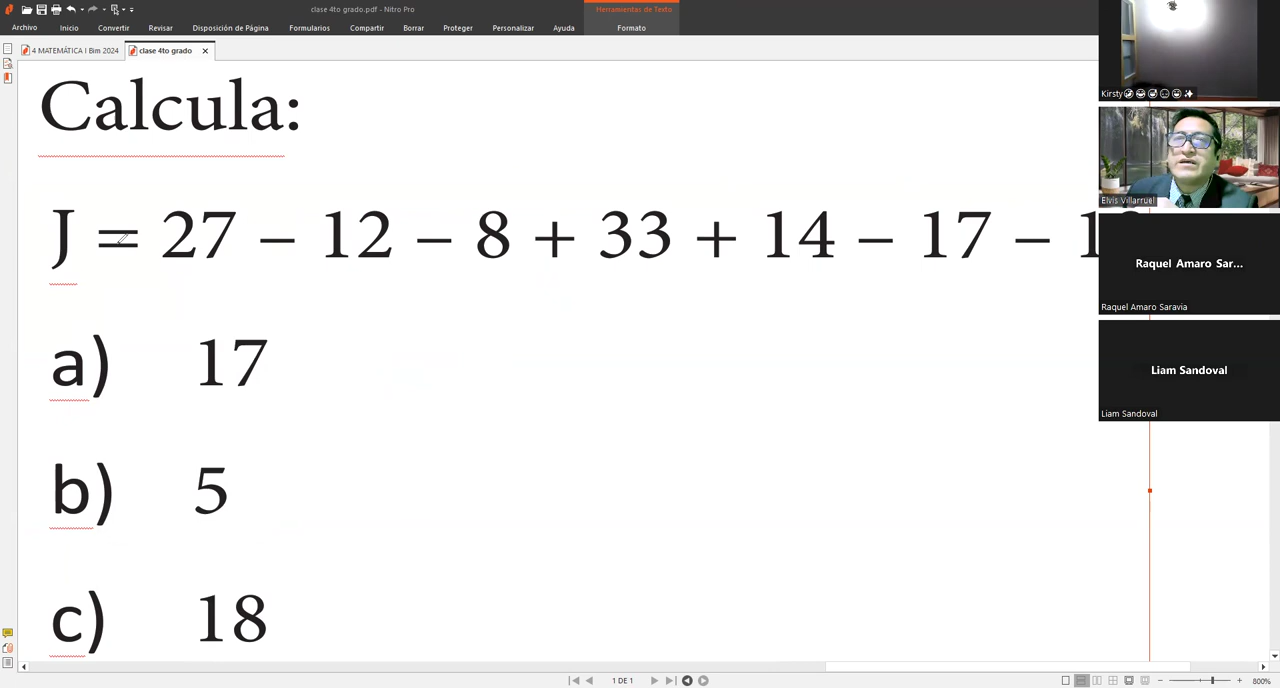 clase 4to grado.pdf - Nitro Pro
Herramientas de Texto
Archivo Inicio Convertir Revisar Disposición de Página Formularios Compartir Ayuda Borrar Proteger Personalizar Formato
4 MATEMÁTICA I Bim 2024 clase 4to grado
Calcula:
J = 27 – 12 – 8 + 33 + 14 – 17 – 1
a) 17
b) 5
c) 18
Kirsty
Elvis Villarruel
Raquel Amaro Sar...
Raquel Amaro Saravia
Liam Sandoval
Liam Sandoval
1 DE 1
800%